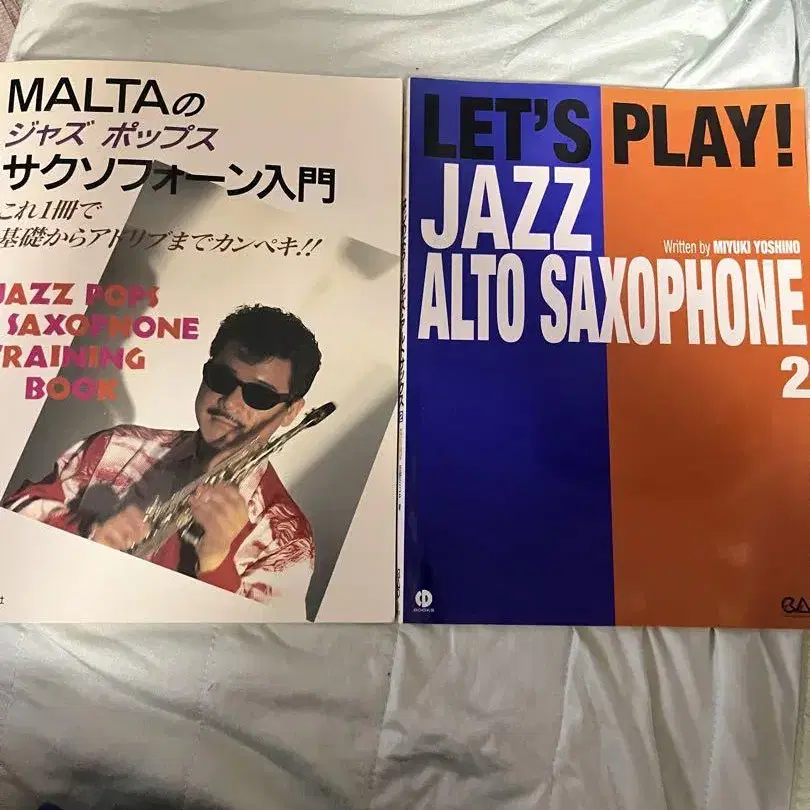 MALTAの
ジャズ ポップス
サクソフォーン入門
これ1冊で
基礎からアドリブまでカンペキ!!
JAZZ POPS
SAXOPHONE
TRAINING
BOOK
LET'S PLAY!
JAZZ
Written by MIYUKI YOSHINO
ALTO SAXOPHONE
2
BOOKS